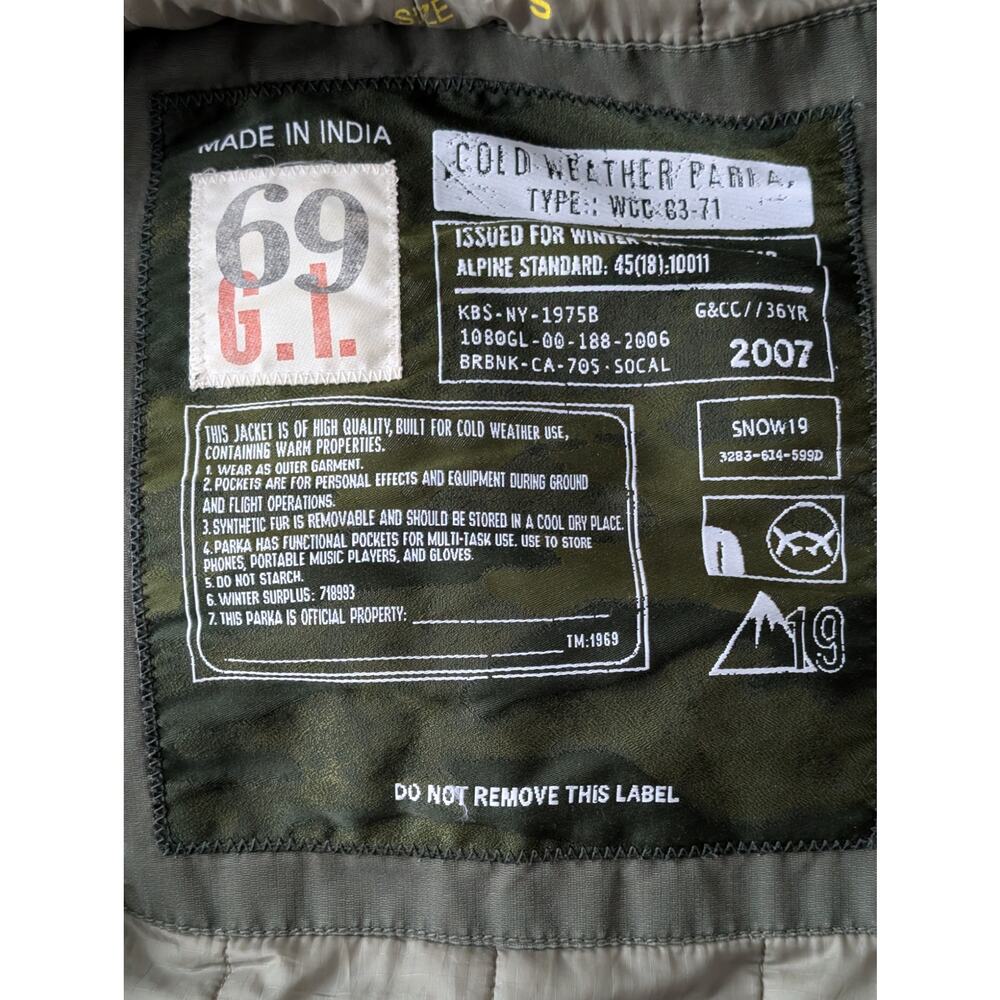 SIZE S
MADE IN INDIA
69
G.I.
COLD WEATHER PARKA,
TYPE:: WCC-63-71
ISSUED FOR WINTER
ALPINE STANDARD: 45(18):10011
KBS-NY-1975B
1080GL-00-188-2006
BRBNK-CA-705·SOCAL
G&CC//36YR
2007
THIS JACKET IS OF HIGH QUALITY, BUILT FOR COLD WEATHER USE,
CONTAINING WARM PROPERTIES.
1. WEAR AS OUTER GARMENT.
2. POCKETS ARE FOR PERSONAL EFFECTS AND EQUIPMENT DURING GROUND
AND FLIGHT OPERATIONS.
3. SYNTHETIC FUR IS REMOVABLE AND SHOULD BE STORED IN A COOL DRY PLACE.
4. PARKA HAS FUNCTIONAL POCKETS FOR MULTI-TASK USE. USE TO STORE
PHONES, PORTABLE MUSIC PLAYERS, AND GLOVES.
5. DO NOT STARCH.
6. WINTER SURPLUS: 718993
7. THIS PARKA IS OFFICIAL PROPERTY:
TM:1969
SNOW19
3283-614-599D
19
DO NOT REMOVE THIS LABEL